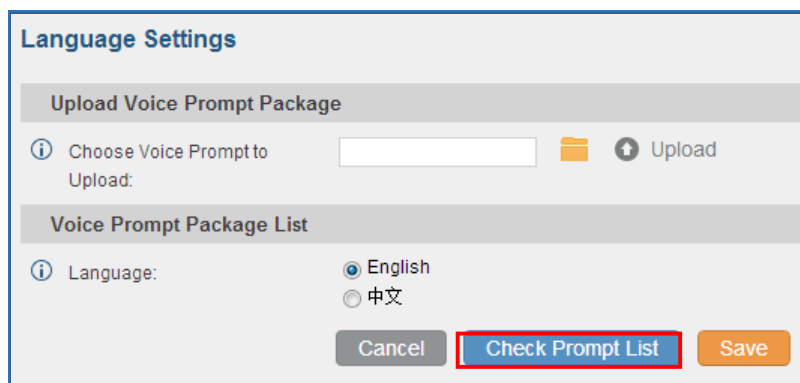 Language Settings
Upload Voice Prompt Package
Choose Voice Prompt to
Upload:
Upload
Voice Prompt Package List
Language:
English
中文
Cancel
Check Prompt List
Save